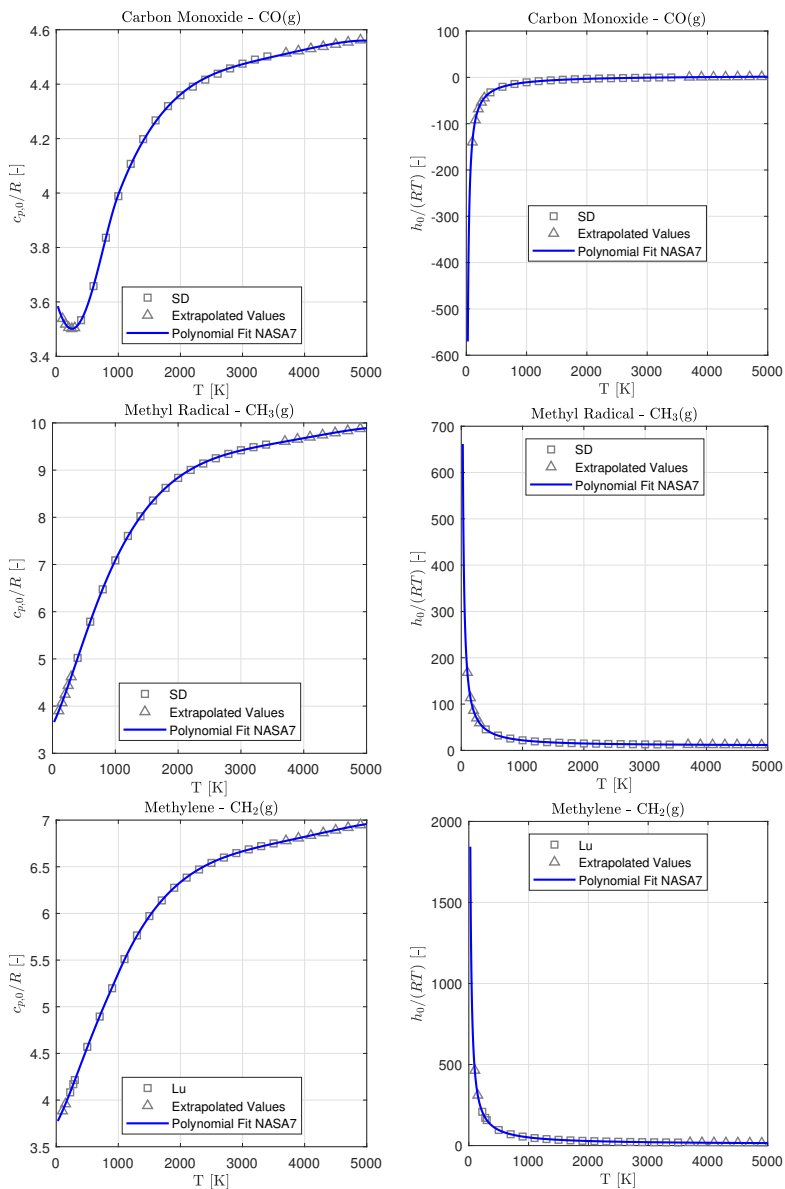 Carbon Monoxide - CO(g)
4.6
4.4
4.2
4
3.8
3.6
3.4
c_{p,0}/R [-]
SD
Extrapolated Values
Polynomial Fit NASA7
0 1000 2000 3000 4000 5000
T [K]
Carbon Monoxide - CO(g)
100
0
-100
-200
-300
-400
-500
-600
h_0/(RT) [-]
SD
Extrapolated Values
Polynomial Fit NASA7
0 1000 2000 3000 4000 5000
T [K]
Methyl Radical - CH₃(g)
10
9
8
7
6
5
4
3
c_{p,0}/R [-]
SD
Extrapolated Values
Polynomial Fit NASA7
0 1000 2000 3000 4000 5000
T [K]
Methyl Radical - CH₃(g)
700
600
500
400
300
200
100
0
h_0/(RT) [-]
SD
Extrapolated Values
Polynomial Fit NASA7
0 1000 2000 3000 4000 5000
T [K]
Methylene - CH₂(g)
7
6.5
6
5.5
5
4.5
4
3.5
c_{p,0}/R [-]
Lu
Extrapolated Values
Polynomial Fit NASA7
0 1000 2000 3000 4000 5000
T [K]
Methylene - CH₂(g)
2000
1500
1000
500
0
h_0/(RT) [-]
Lu
Extrapolated Values
Polynomial Fit NASA7
0 1000 2000 3000 4000 5000
T [K]